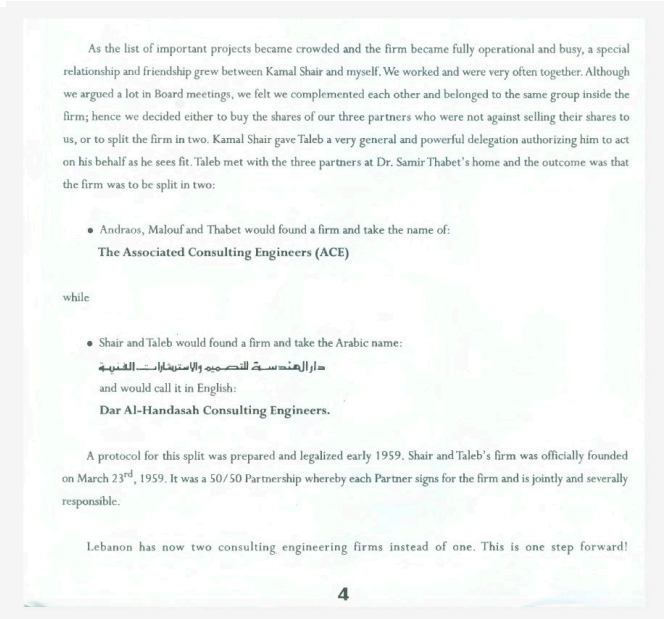 As the list of important projects became crowded and the firm became fully operational and busy, a special
relationship and friendship grew between Kamal Shair and myself. We worked and were very often together. Although
we argued a lot in Board meetings, we felt we complemented each other and belonged to the same group inside the
firm; hence we decided either to buy the shares of our three partners who were not against selling their shares to
us, or to split the firm in two. Kamal Shair gave Taleb a very general and powerful delegation authorizing him to act
on his behalf as he sees fit. Taleb met with the three partners at Dr. Samir Thabet's home and the outcome was that
the firm was to be split in two:
• Andraos, Malouf and Thabet would found a firm and take the name of:
The Associated Consulting Engineers (ACE)
while
• Shair and Taleb would found a firm and take the Arabic name:
دار الهندسة للتصميم والاستشارات الفنية
and would call it in English:
Dar Al-Handasah Consulting Engineers.
A protocol for this split was prepared and legalized early 1959. Shair and Taleb's firm was officially founded
on March 23rd, 1959. It was a 50/50 Partnership whereby each Partner signs for the firm and is jointly and severally
responsible.
Lebanon has now two consulting engineering firms instead of one. This is one step forward!
4